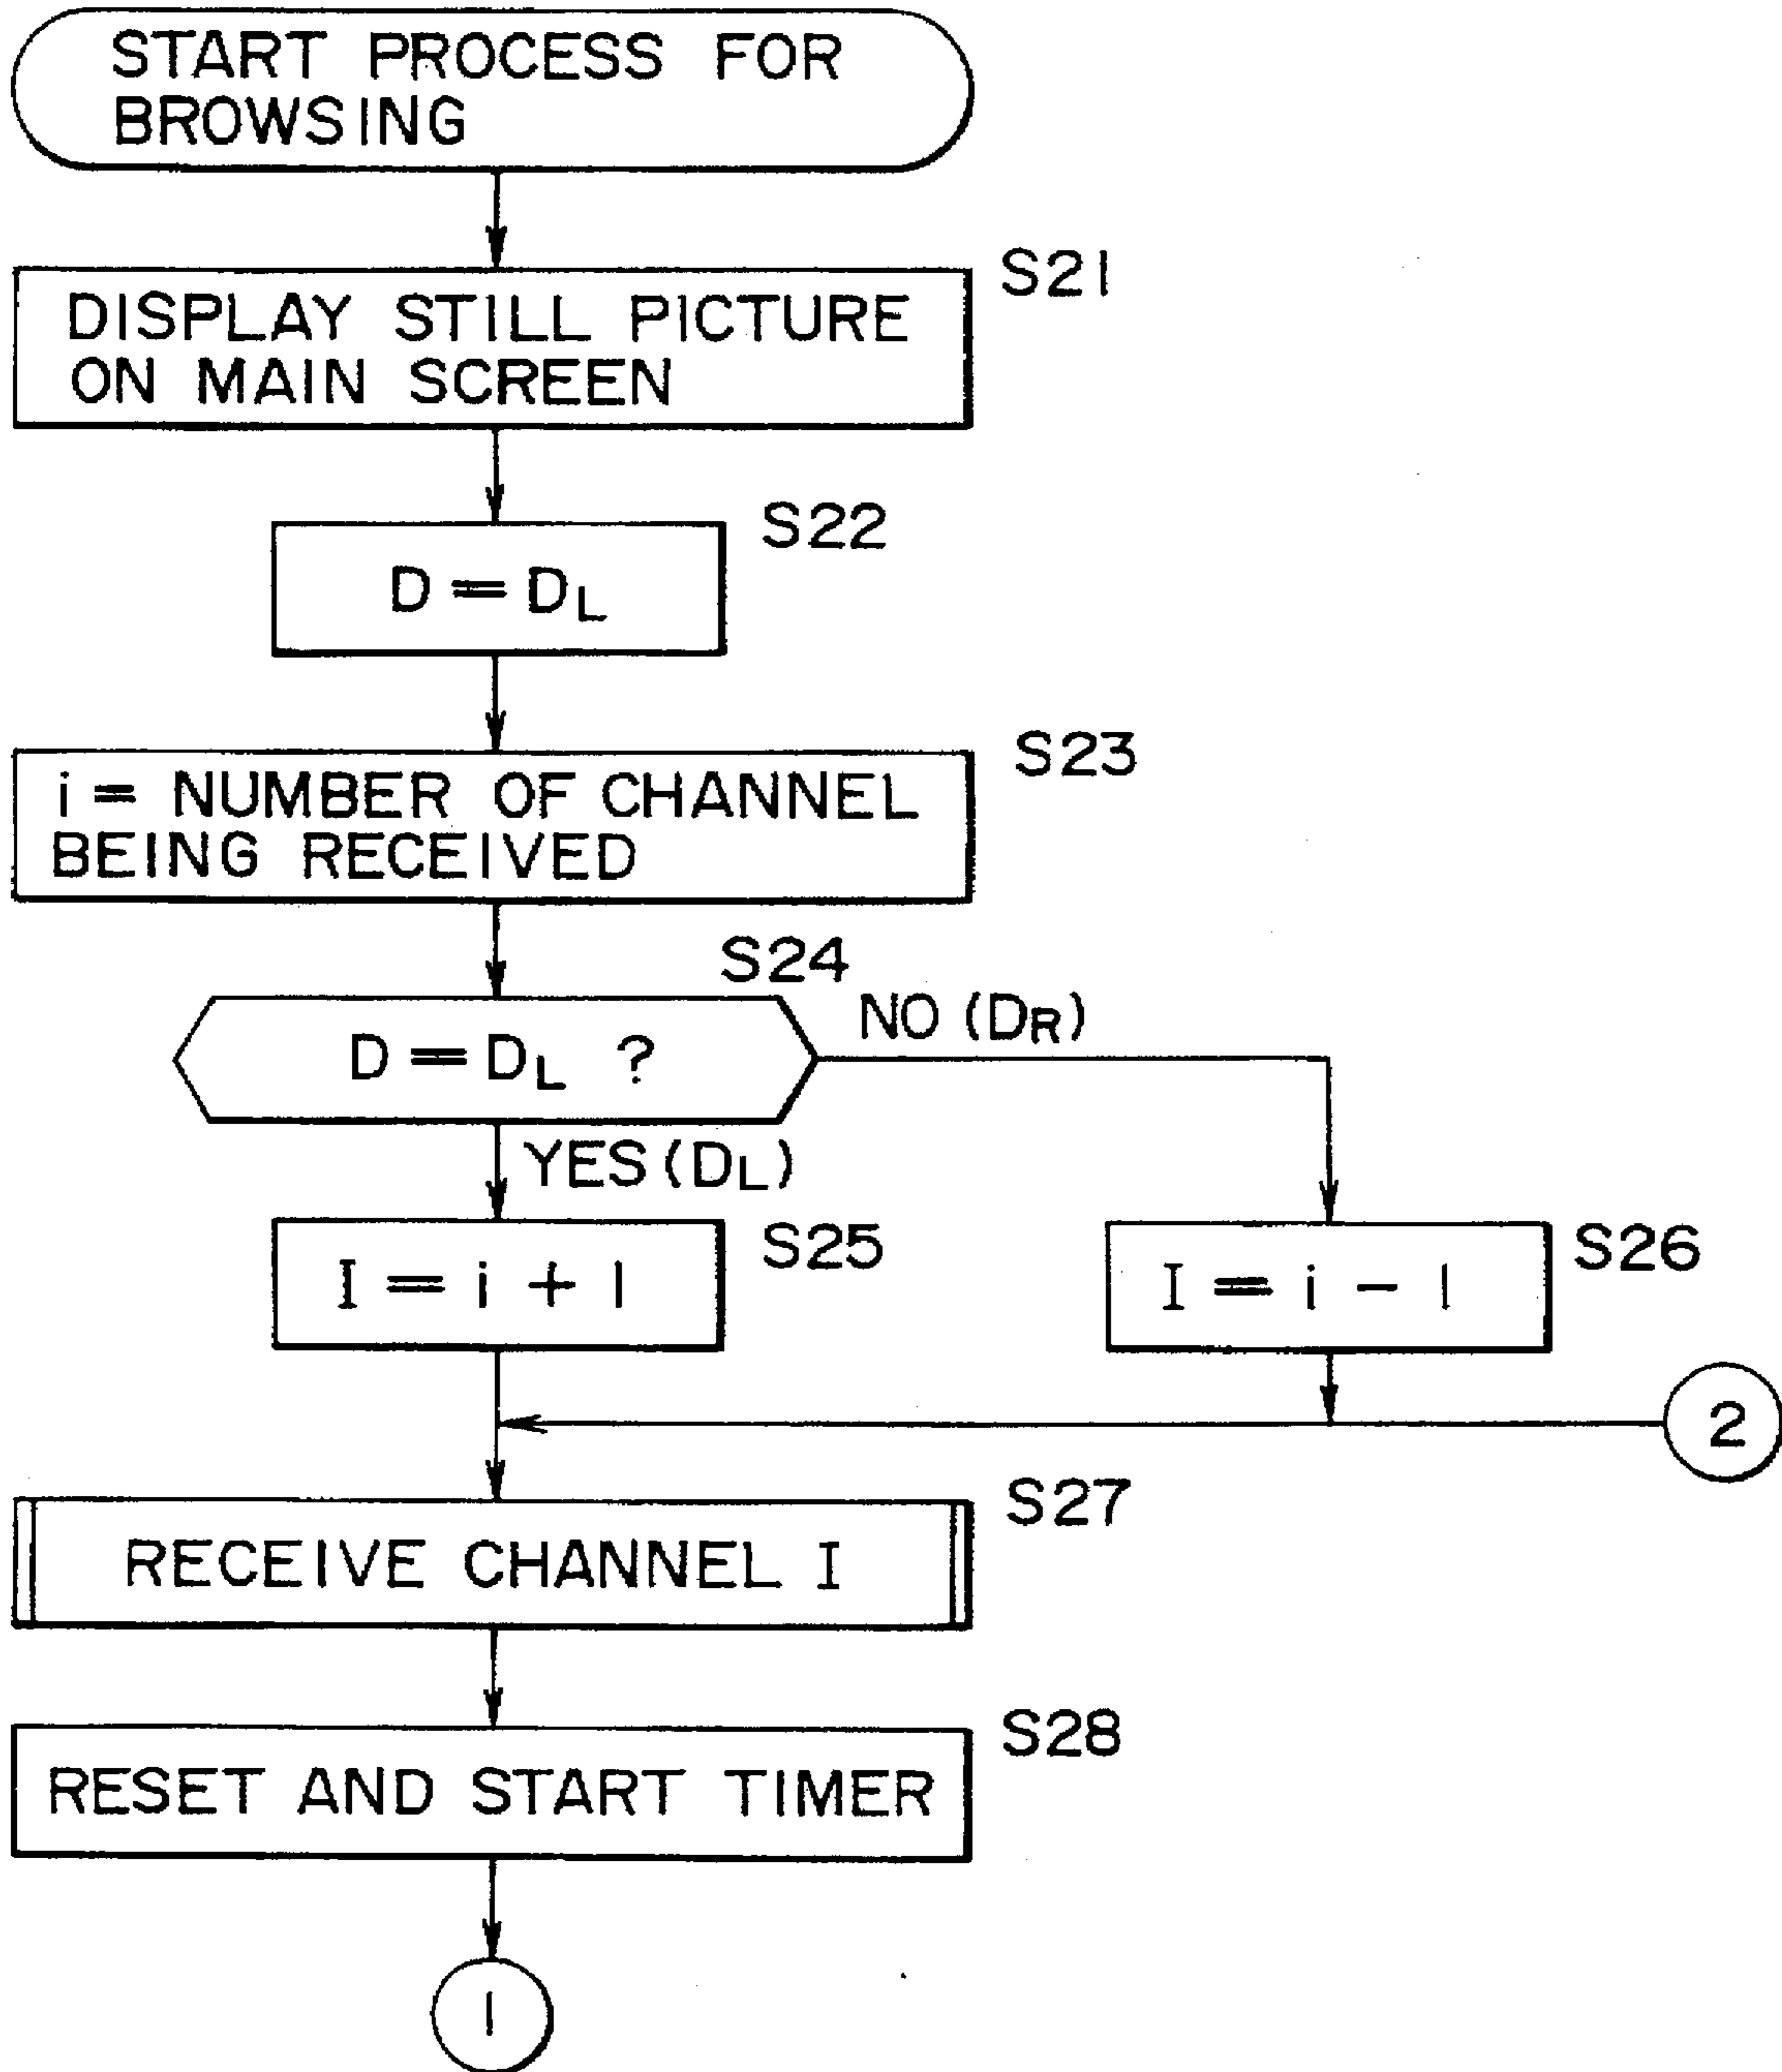 START PROCESS FOR
BROWSING
S21
DISPLAY STILL PICTURE
ON MAIN SCREEN
S22
D = DL
S23
i = NUMBER OF CHANNEL
BEING RECEIVED
S24
D = DL ?
NO (DR)
YES (DL)
S25
I = i + 1
S26
I = i - 1
2
S27
RECEIVE CHANNEL I
S28
RESET AND START TIMER
1